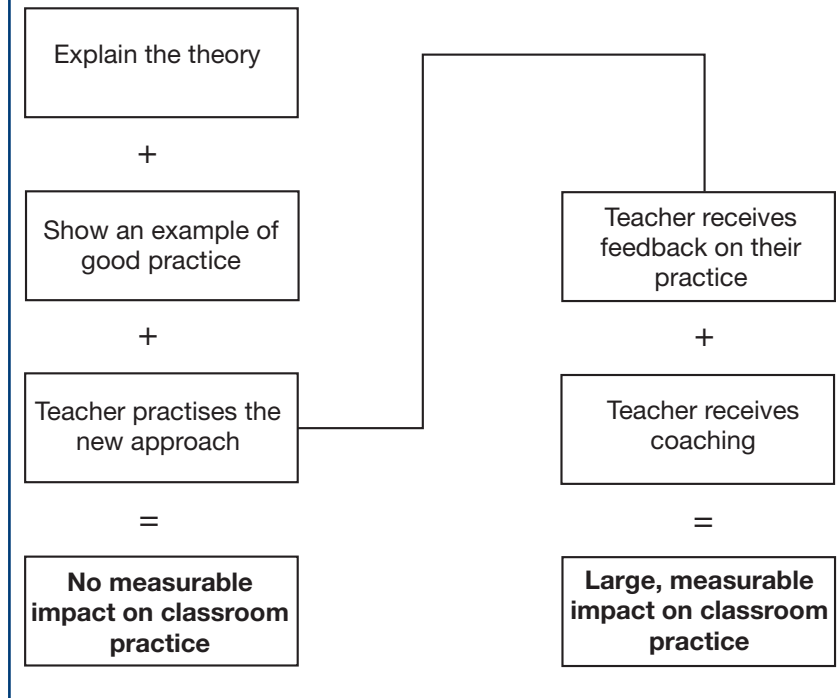 Explain the theory
+
Show an example of
good practice
+
Teacher practises the
new approach
=
No measurable
impact on classroom
practice
Teacher receives
feedback on their
practice
+
Teacher receives
coaching
=
Large, measurable
impact on classroom
practice